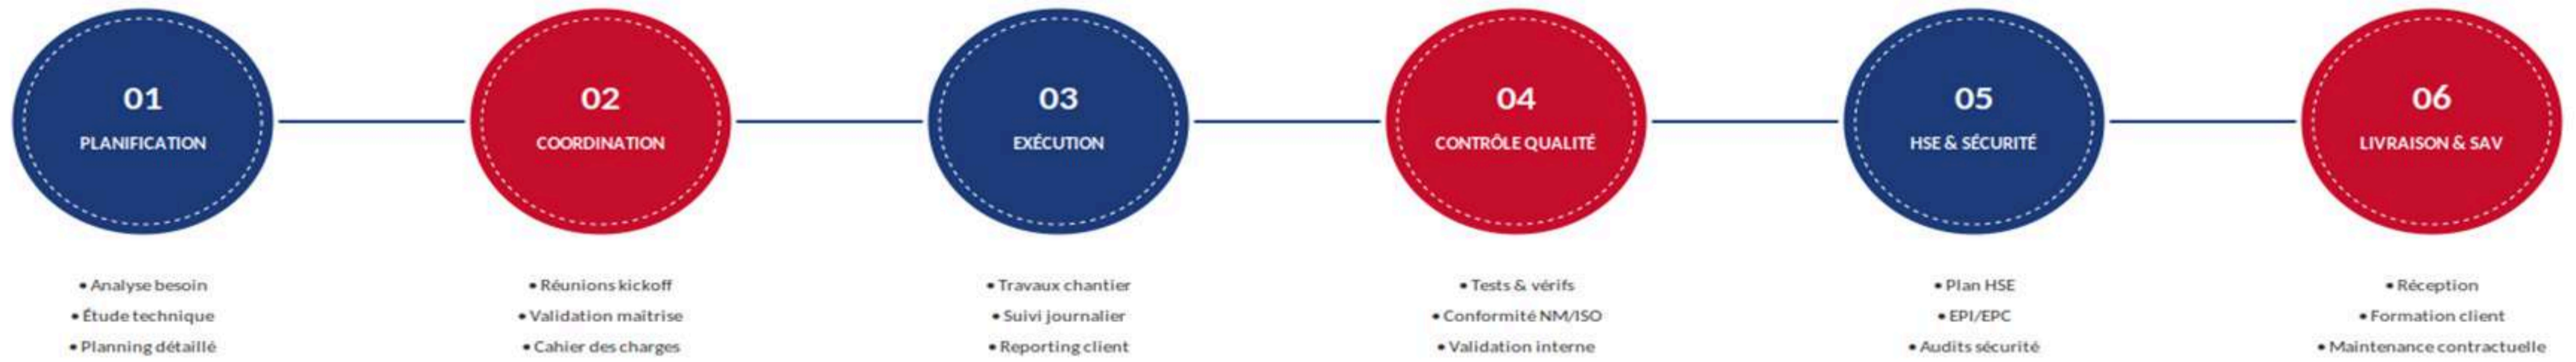 01
PLANIFICATION
• Analyse besoin
• Étude technique
• Planning détaillé
02
COORDINATION
• Réunions kickoff
• Validation maîtrise
• Cahier des charges
03
EXÉCUTION
• Travaux chantier
• Suivi journalier
• Reporting client
04
CONTRÔLE QUALITÉ
• Tests & vérifs
• Conformité NM/ISO
• Validation interne
05
HSE & SÉCURITÉ
• Plan HSE
• EPI/EPC
• Audits sécurité
06
LIVRAISON & SAV
• Réception
• Formation client
• Maintenance contractuelle